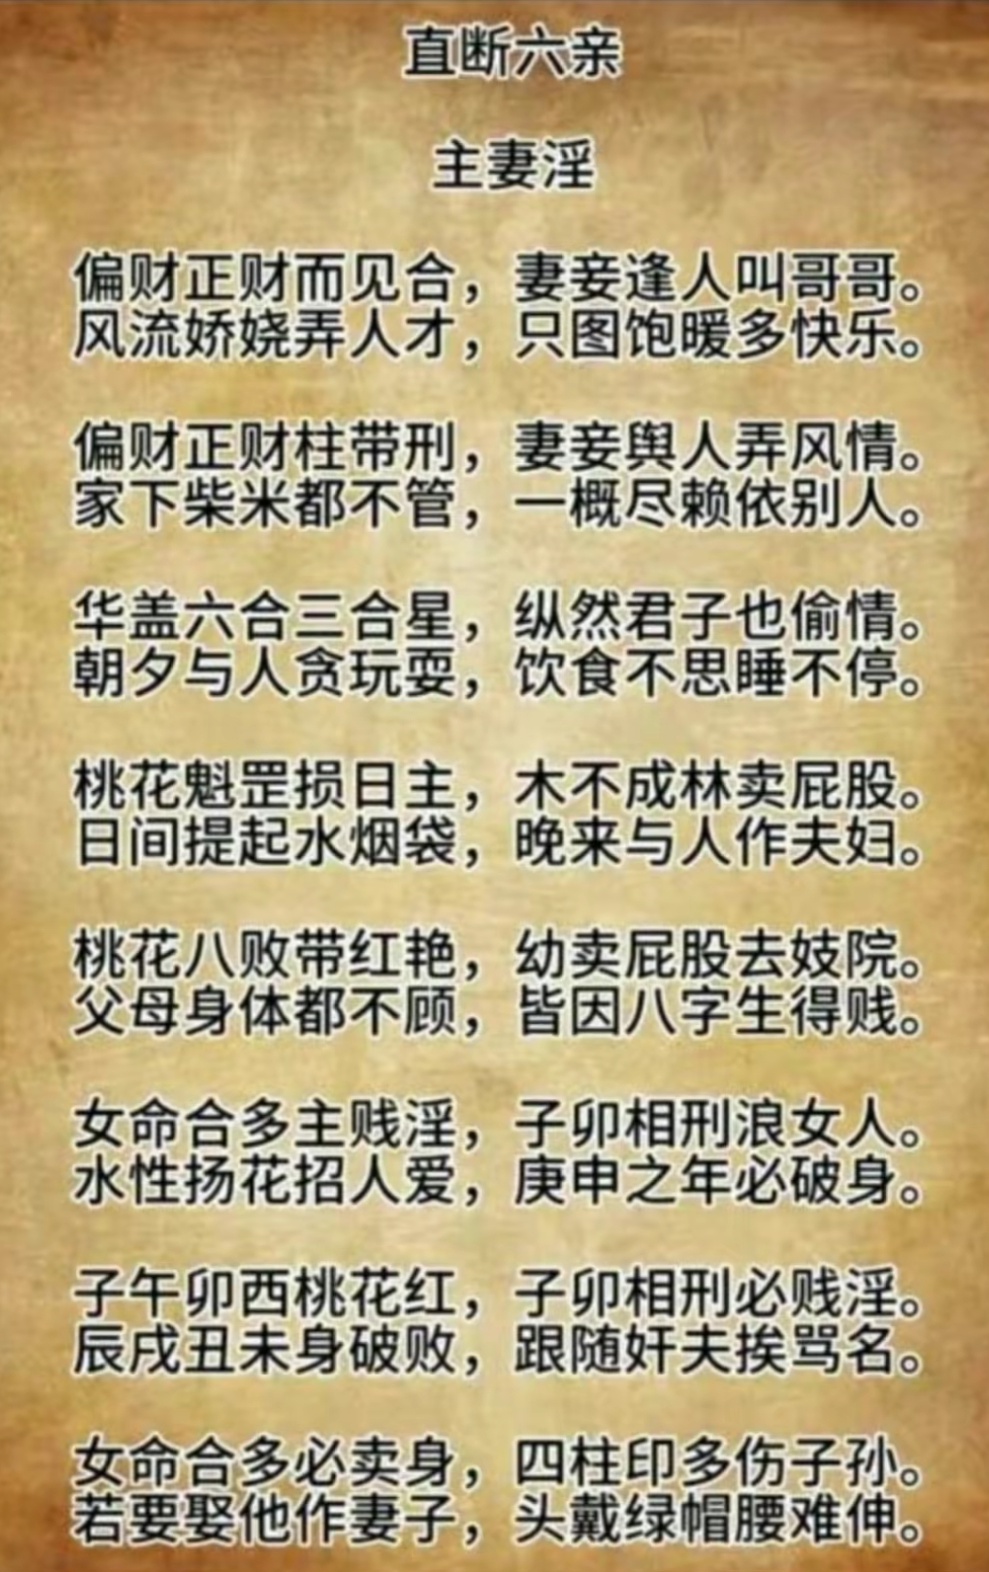 直断六亲
主妻淫
偏财正财而见合，妻妾逢人叫哥哥。
风流娇娆弄人才，只图饱暖多快乐。
偏财正财柱带刑，妻妾舆人弄风情。
家下柴米都不管，一概尽赖依别人。
华盖六合三合星，纵然君子也偷情。
朝夕与人贪玩耍，饮食不思睡不停。
桃花魁罡损日主，木不成林卖屁股。
日间提起水烟袋，晚来与人作夫妇。
桃花八败带红艳，幼卖屁股去妓院。
父母身体都不顾，皆因八字生得贱。
女命合多主贱淫，子卯相刑浪女人。
水性扬花招人爱，庚申之年必破身。
子午卯西桃花红，子卯相刑必贱淫。
辰戌丑未身破败，跟随奸夫挨骂名。
女命合多必卖身，四柱印多伤子孙。
若要娶他作妻子，头戴绿帽腰难伸。